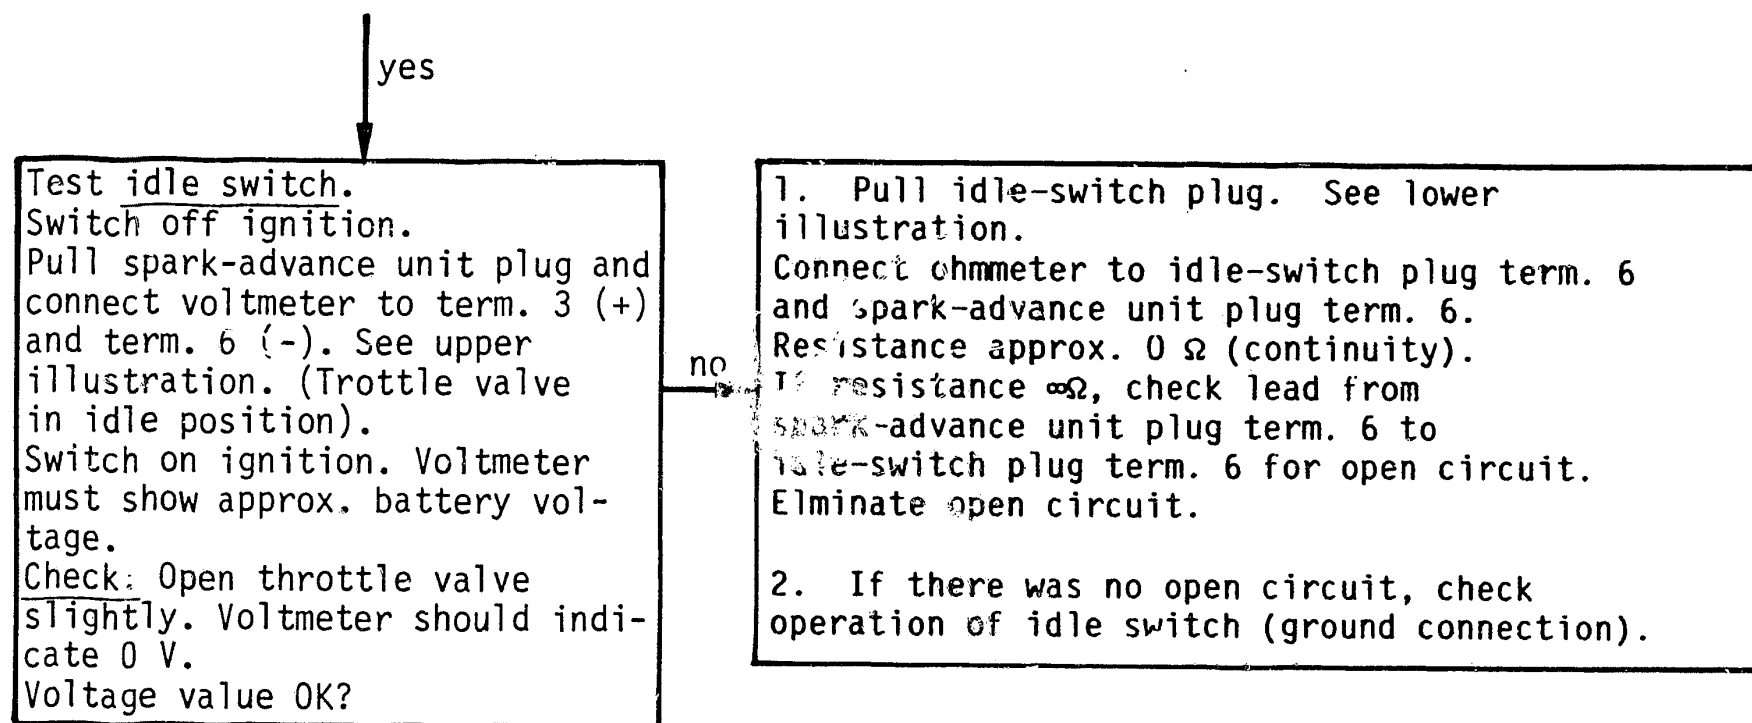 yes
Test idle switch.
Switch off ignition.
Pull spark-advance unit plug and
connect voltmeter to term. 3 (+)
and term. 6 (-). See upper
illustration. (Trottle valve
in idle position).
Switch on ignition. Voltmeter
must show approx. battery vol-
tage.
Check: Open throttle valve
slightly. Voltmeter should indi-
cate 0 V.
Voltage value OK?
no
1. Pull idle-switch plug. See lower
illustration.
Connect ohmmeter to idle-switch plug term. 6
and spark-advance unit plug term. 6.
Resistance approx. 0 Ω (continuity).
If resistance ∞Ω, check lead from
spark-advance unit plug term. 6 to
idle-switch plug term. 6 for open circuit.
Elminate open circuit.
2. If there was no open circuit, check
operation of idle switch (ground connection).